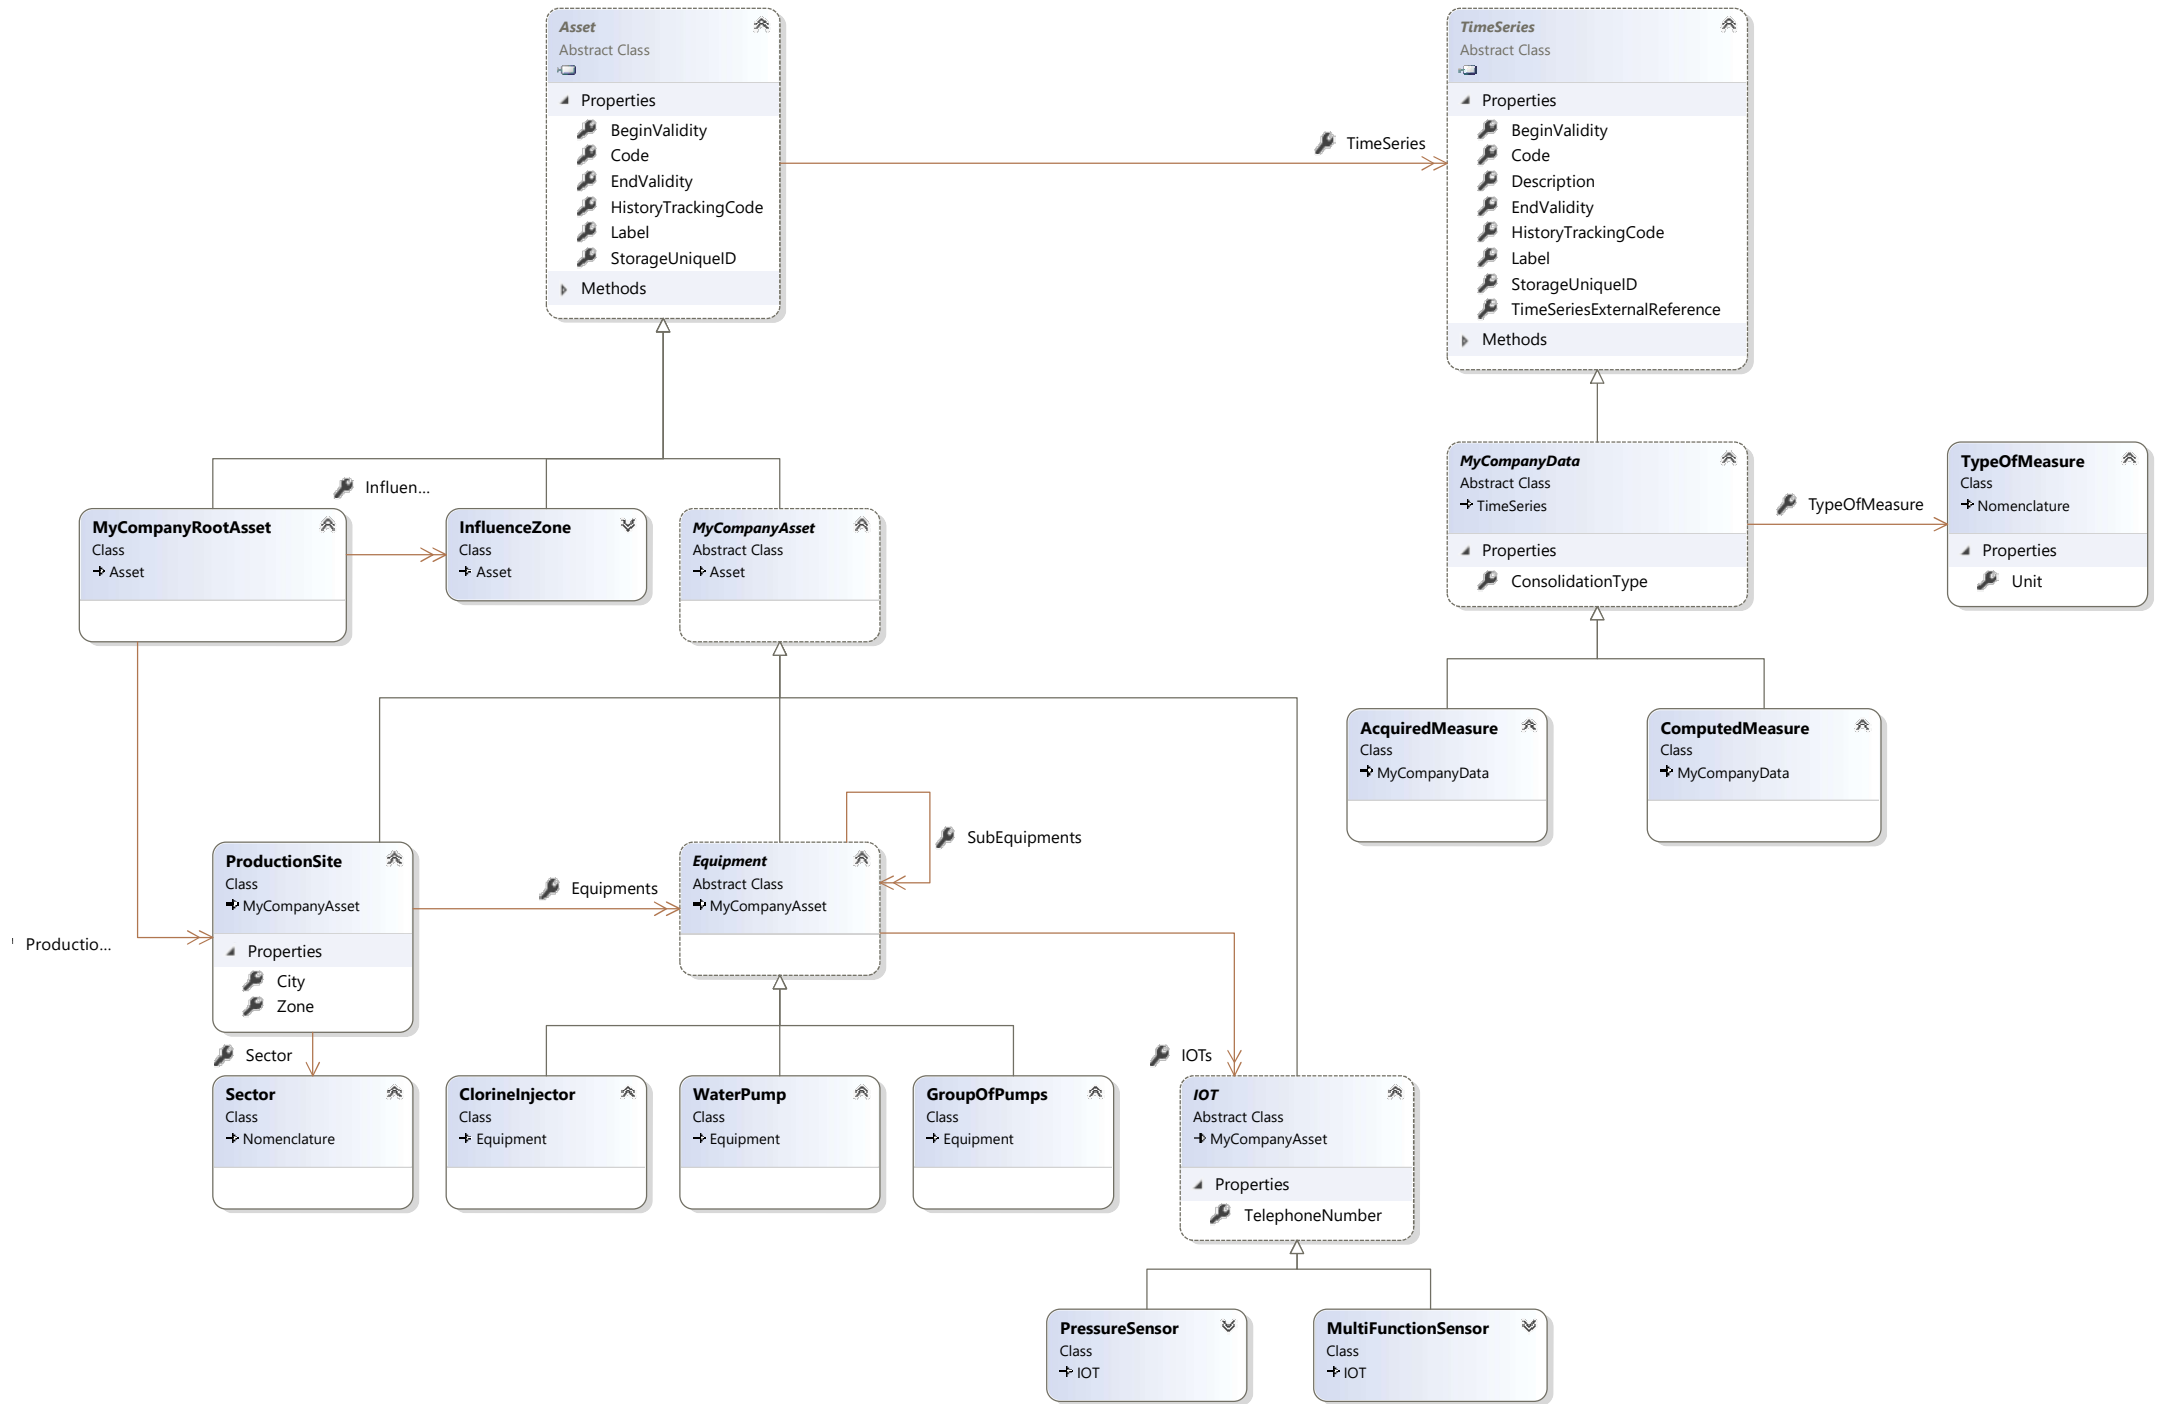 Asset
Abstract Class
Properties
BeginValidity
Code
EndValidity
HistoryTrackingCode
Label
StorageUniqueID
Methods
TimeSeries
TimeSeries
Abstract Class
Properties
BeginValidity
Code
Description
EndValidity
HistoryTrackingCode
Label
StorageUniqueID
TimeSeriesExternalReference
Methods
MyCompanyRootAsset
Class
Asset
Influen...
InfluenceZone
Class
Asset
MyCompanyAsset
Abstract Class
Asset
MyCompanyData
Abstract Class
TimeSeries
Properties
ConsolidationType
TypeOfMeasure
TypeOfMeasure
Class
Nomenclature
Properties
Unit
AcquiredMeasure
Class
MyCompanyData
ComputedMeasure
Class
MyCompanyData
Productio...
ProductionSite
Class
MyCompanyAsset
Properties
City
Zone
Equipments
Equipment
Abstract Class
MyCompanyAsset
SubEquipments
Sector
Sector
Class
Nomenclature
ClorineInjector
Class
Equipment
WaterPump
Class
Equipment
GroupOfPumps
Class
Equipment
IOTs
IOT
Abstract Class
MyCompanyAsset
Properties
TelephoneNumber
PressureSensor
Class
IOT
MultiFunctionSensor
Class
IOT